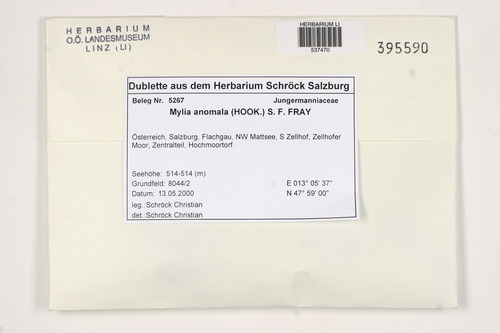 HERBARIUM
O.Ö. LANDESMUSEUM
LINZ (LI)
HERBARIUM LI
537470
395590
Dublette aus dem Herbarium Schröck Salzburg
Beleg Nr. 5267 Jungermanniaceae
Mylia anomala (HOOK.) S. F. FRAY
Österreich, Salzburg, Flachgau, NW Mattsee, S Zellhof, Zellhofer
Moor, Zentralteil, Hochmoortorf.
Seehöhe: 514-514 (m)
Grundfeld: 8044/2 E 013° 05' 37"
Datum: 13.05.2000 N 47° 59' 00"
leg.:Schröck Christian
det.:Schröck Christian